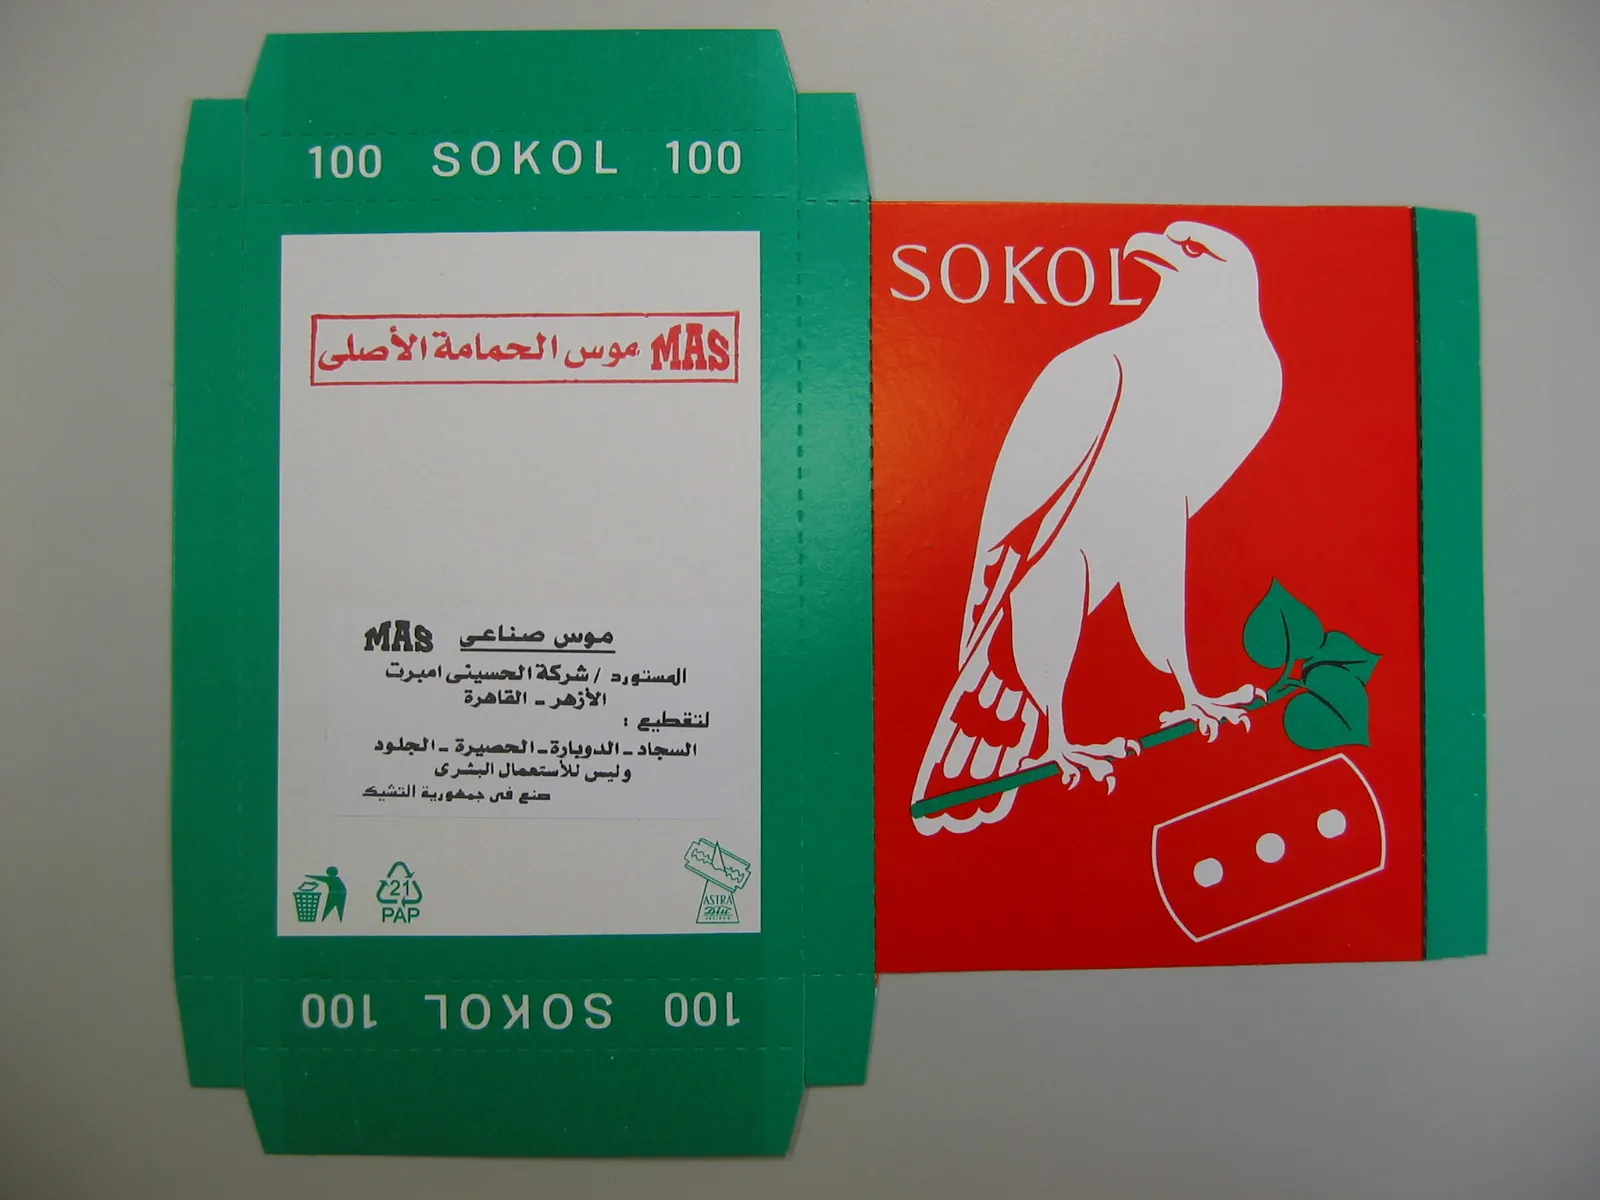 100 SOKOL 100
MAS موس الحمامة الأصلى
MAS موس صناعى
المستورد / شركة الحسينى امبرت
الأزهر - القاهرة
لتقطيع :
السجاد - الدوبارة - الحصيرة - الجلود
وليس للأستعمال البشرى
صنع فى جمهورية التشيك
21
PAP
ASTRA
100 SOKOL 100
SOKOL